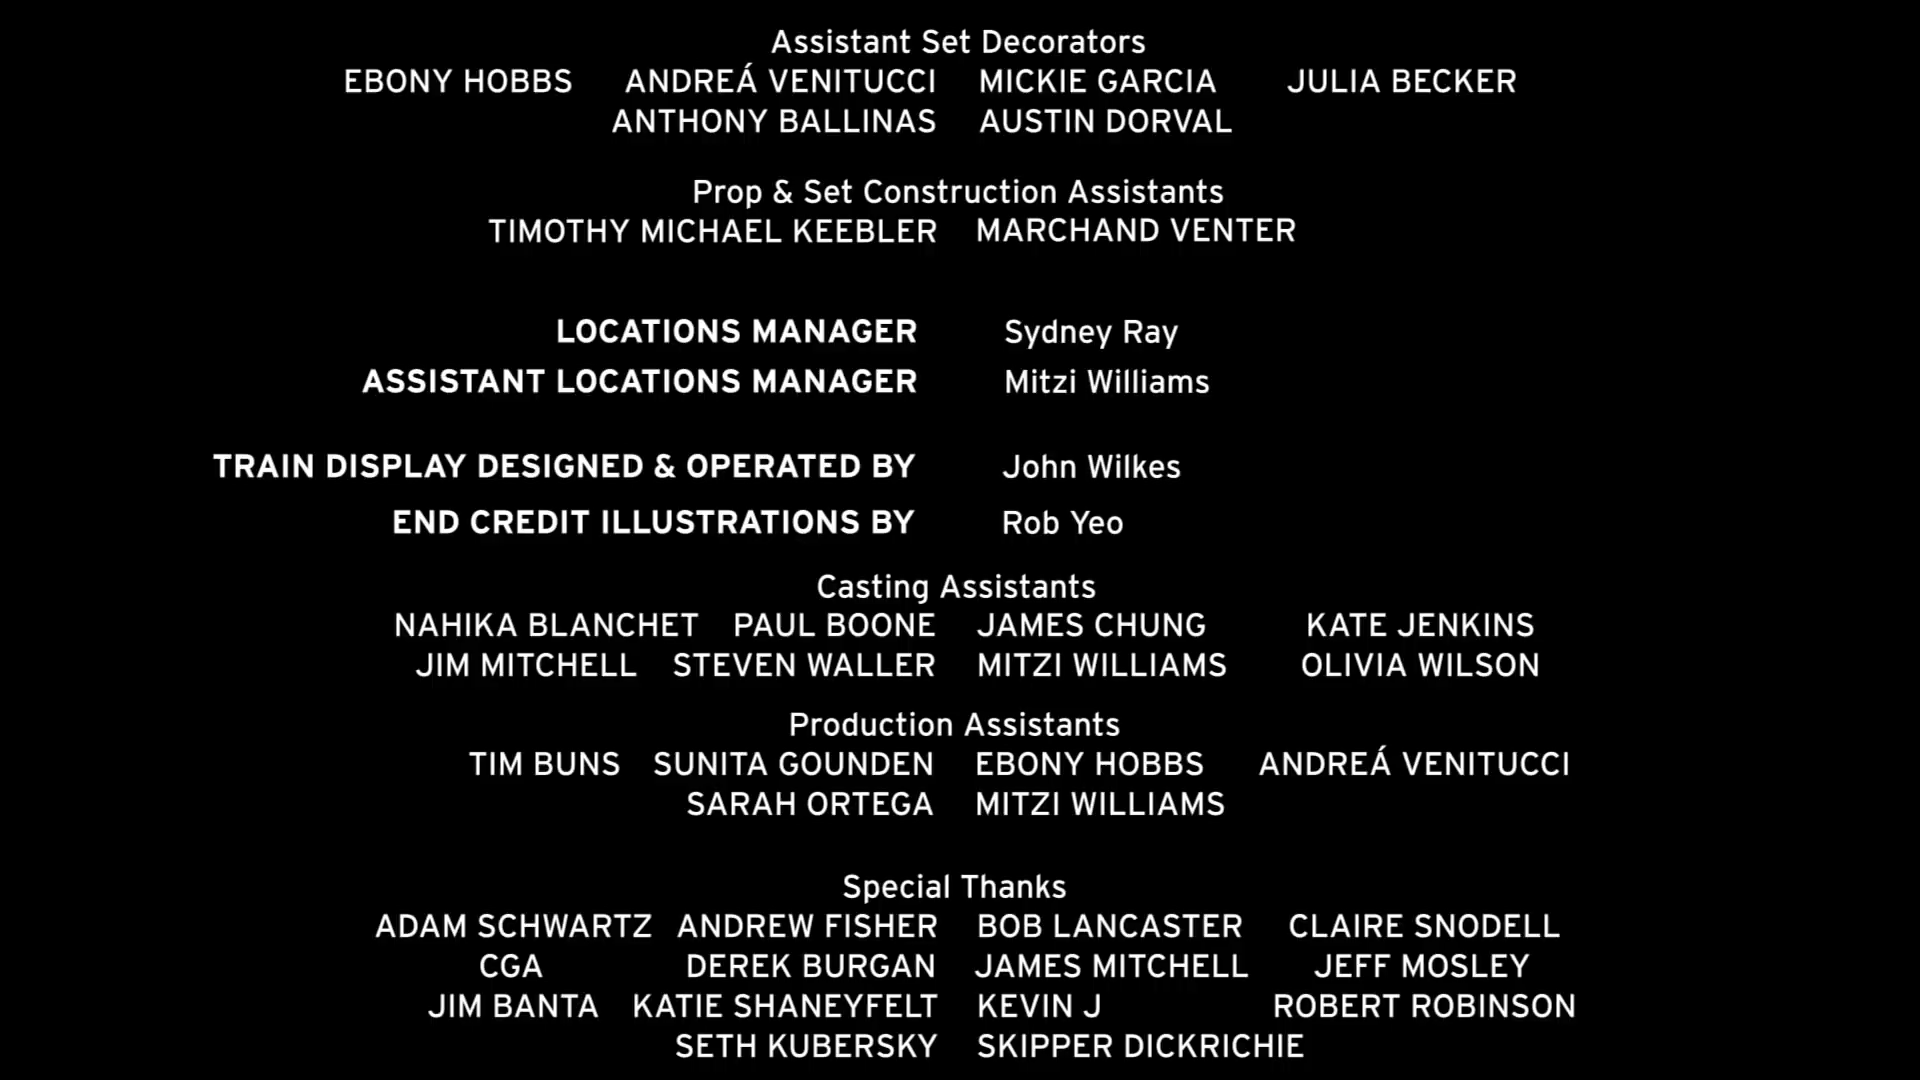 Assistant Set Decorators
EBONY HOBBS ANDREÁ VENITUCCI MICKIE GARCIA JULIA BECKER
ANTHONY BALLINAS AUSTIN DORVAL
Prop & Set Construction Assistants
TIMOTHY MICHAEL KEEBLER MARCHAND VENTER
LOCATIONS MANAGER Sydney Ray
ASSISTANT LOCATIONS MANAGER Mitzi Williams
TRAIN DISPLAY DESIGNED & OPERATED BY John Wilkes
END CREDIT ILLUSTRATIONS BY Rob Yeo
Casting Assistants
NAHIKA BLANCHET PAUL BOONE JAMES CHUNG KATE JENKINS
JIM MITCHELL STEVEN WALLER MITZI WILLIAMS OLIVIA WILSON
Production Assistants
TIM BUNS SUNITA GOUNDEN EBONY HOBBS ANDREÁ VENITUCCI
SARAH ORTEGA MITZI WILLIAMS
Special Thanks
ADAM SCHWARTZ ANDREW FISHER BOB LANCASTER CLAIRE SNODELL
CGA DEREK BURGAN JAMES MITCHELL JEFF MOSLEY
JIM BANTA KATIE SHANEYFELT KEVIN J ROBERT ROBINSON
SETH KUBERSKY SKIPPER DICKRICHIE